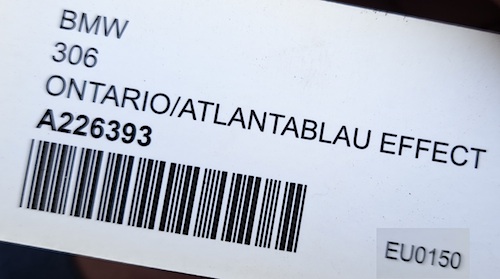 BMW
306
ONTARIO/ATLANTABLAU EFFECT
A226393
EU0150